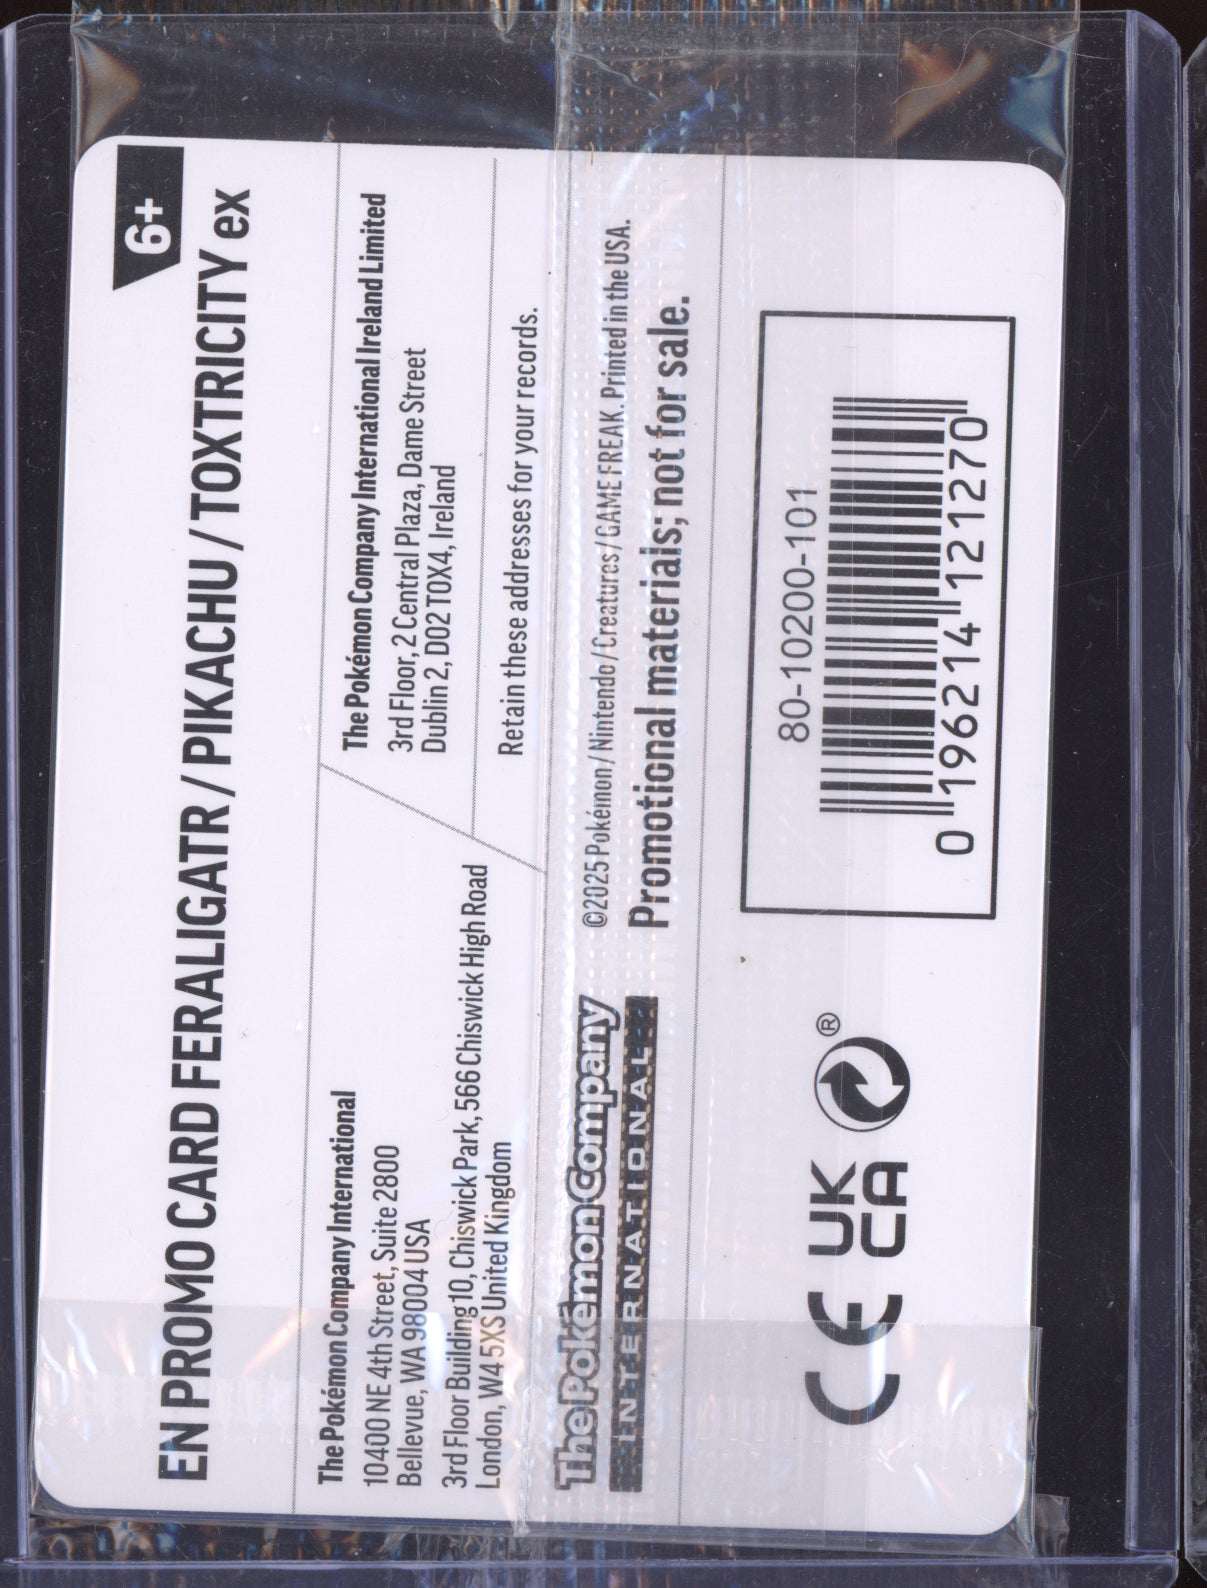 6+
EN PROMO CARD FERALIGATR / PIKACHU / TOXTRICITY ex
The Pokémon Company International
10400 NE 4th Street, Suite 2800
Bellevue, WA 98004 USA
3rd Floor Building 10, Chiswick Park, 566 Chiswick High Road
London, W4 5XS United Kingdom
The Pokémon Company International Ireland Limited
3rd Floor, 2 Central Plaza, Dame Street
Dublin 2, D02 T0X4, Ireland
Retain these addresses for your records.
The Pokémon Company
INTERNATIONAL
©2025 Pokémon / Nintendo / Creatures / GAME FREAK. Printed in the USA.
Promotional materials; not for sale.
CE UK
CA
®
80-10200-101
0 196214 121270